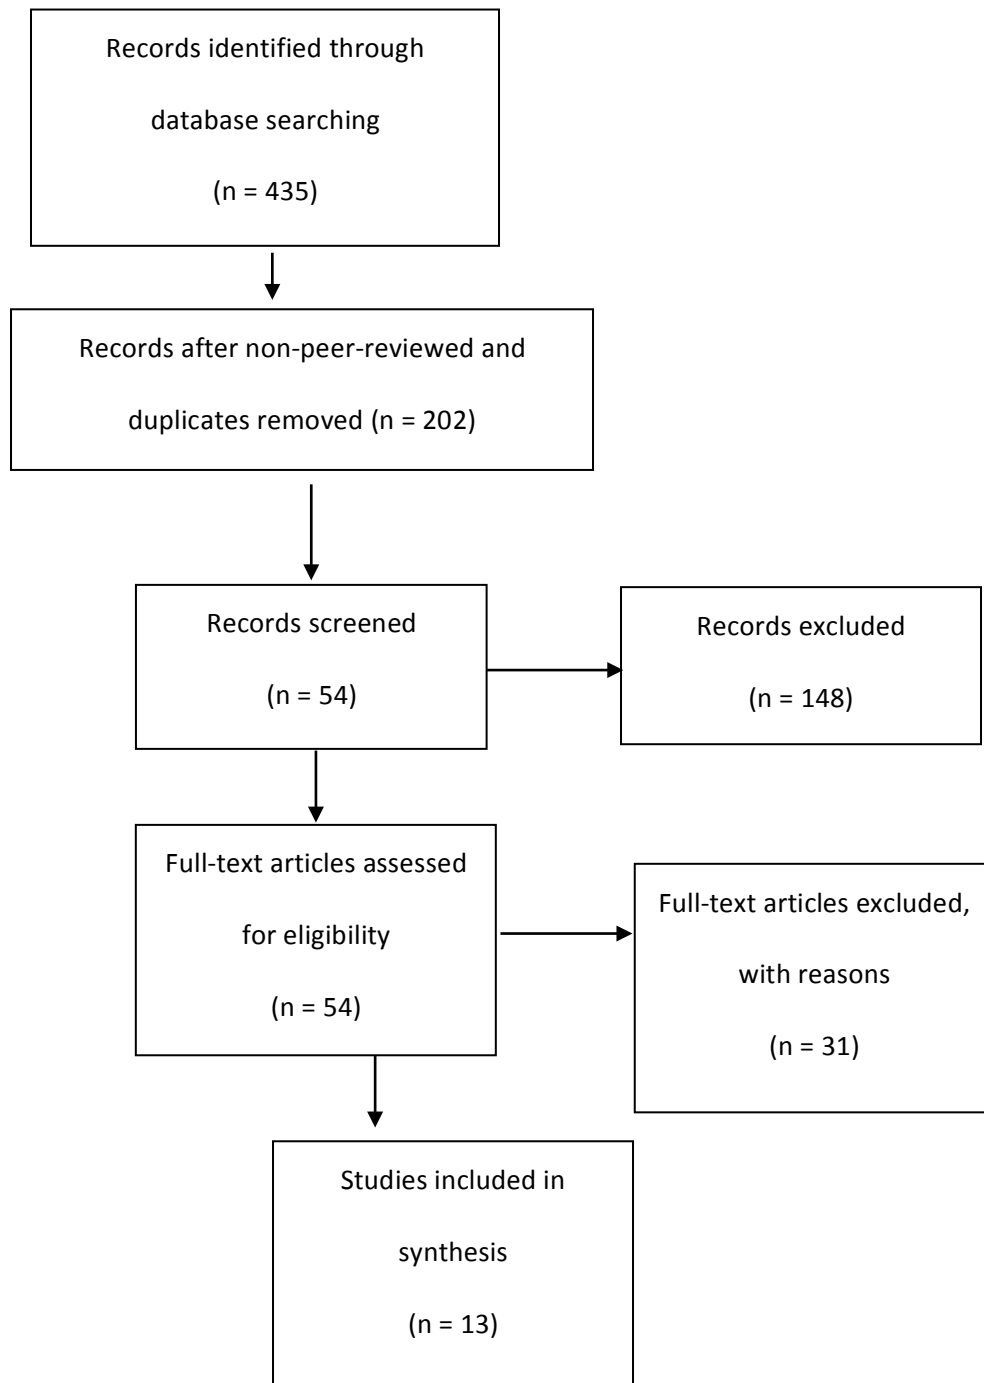 Records identified through
database searching
(n = 435)
Records after non-peer-reviewed and
duplicates removed (n = 202)
Records screened
(n = 54)
Records excluded
(n = 148)
Full-text articles assessed
for eligibility
(n = 54)
Full-text articles excluded,
with reasons
(n = 31)
Studies included in
synthesis
(n = 13)